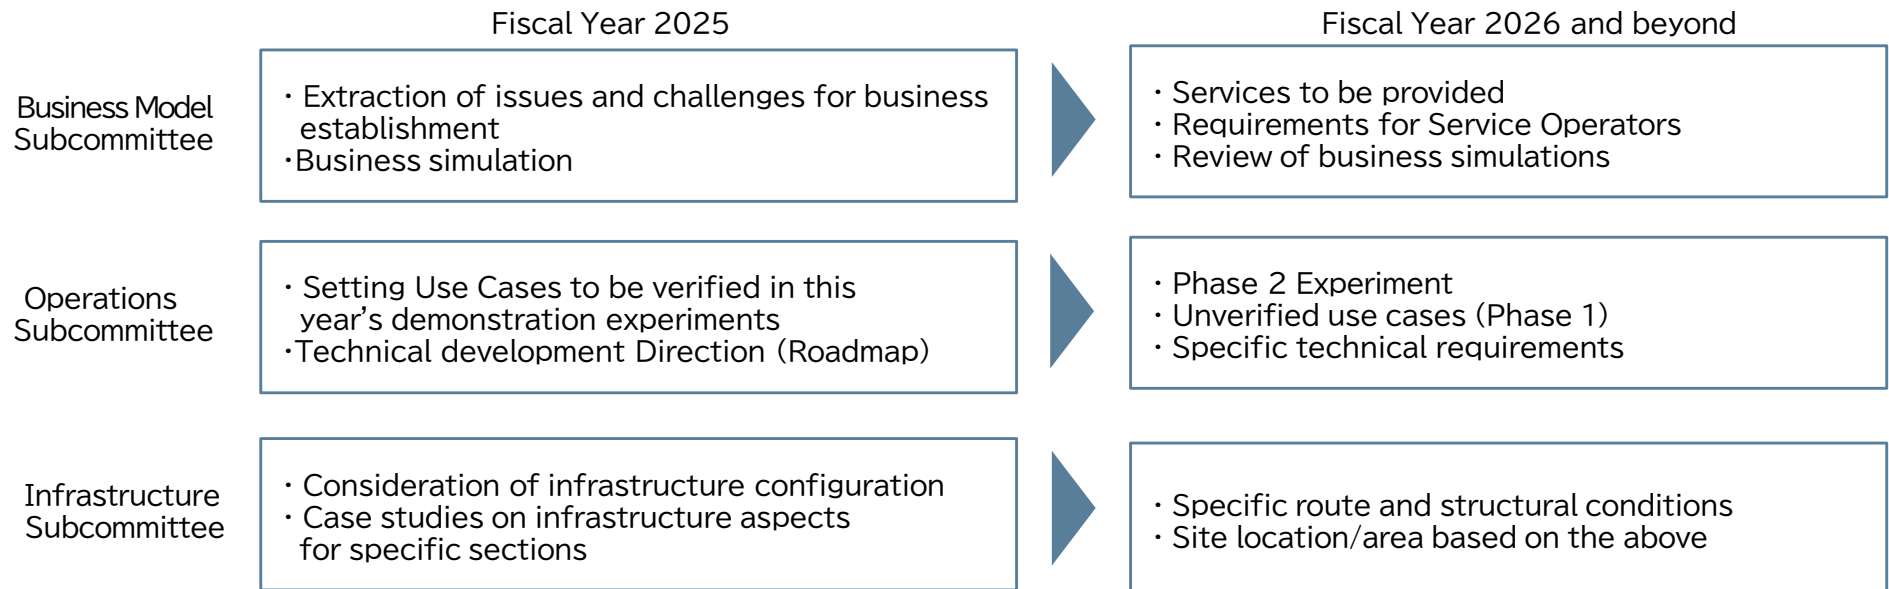 Fiscal Year 2025
Fiscal Year 2026 and beyond
Business Model
Subcommittee
・Extraction of issues and challenges for business
establishment
・Business simulation
・Services to be provided
・Requirements for Service Operators
・Review of business simulations
Operations
Subcommittee
・Setting Use Cases to be verified in this
year’s demonstration experiments
・Technical development Direction (Roadmap)
・Phase 2 Experiment
・Unverified use cases (Phase 1)
・Specific technical requirements
Infrastructure
Subcommittee
・Consideration of infrastructure configuration
・Case studies on infrastructure aspects
for specific sections
・Specific route and structural conditions
・Site location/area based on the above